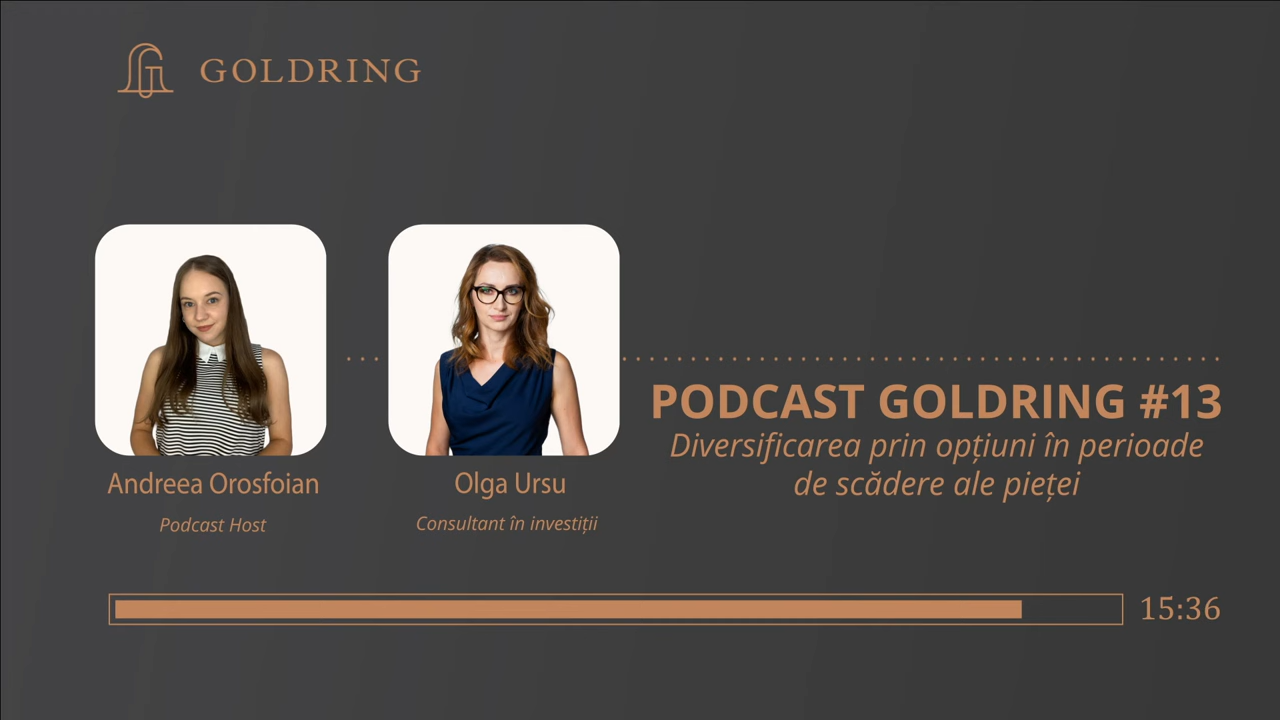 GOLDRING
PODCAST GOLDRING #13
Diversificarea prin opțiuni în perioade
de scădere ale pieței
Andreea Orosfoian
Podcast Host
Olga Ursu
Consultant în investiții
15:36